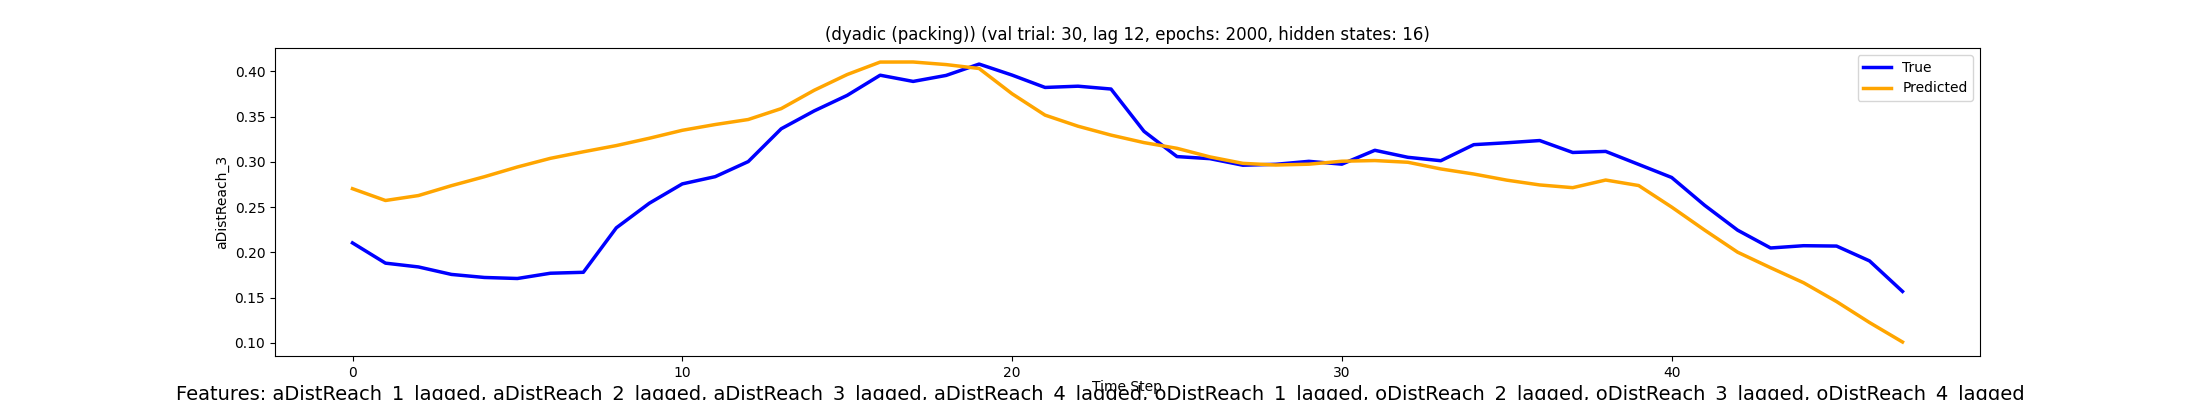 (dyadic (packing)) (val trial: 30, lag 12, epochs: 2000, hidden states: 16)
True
Predicted
aDistReach_3
0.40
0.35
0.30
0.25
0.20
0.15
0.10
0 10 20 30 40
Time Step
Features: aDistReach_1_lagged, aDistReach_2_lagged, aDistReach_3_lagged, aDistReach_4_lagged, oDistReach_1_lagged, oDistReach_2_lagged, oDistReach_3_lagged, oDistReach_4_lagged